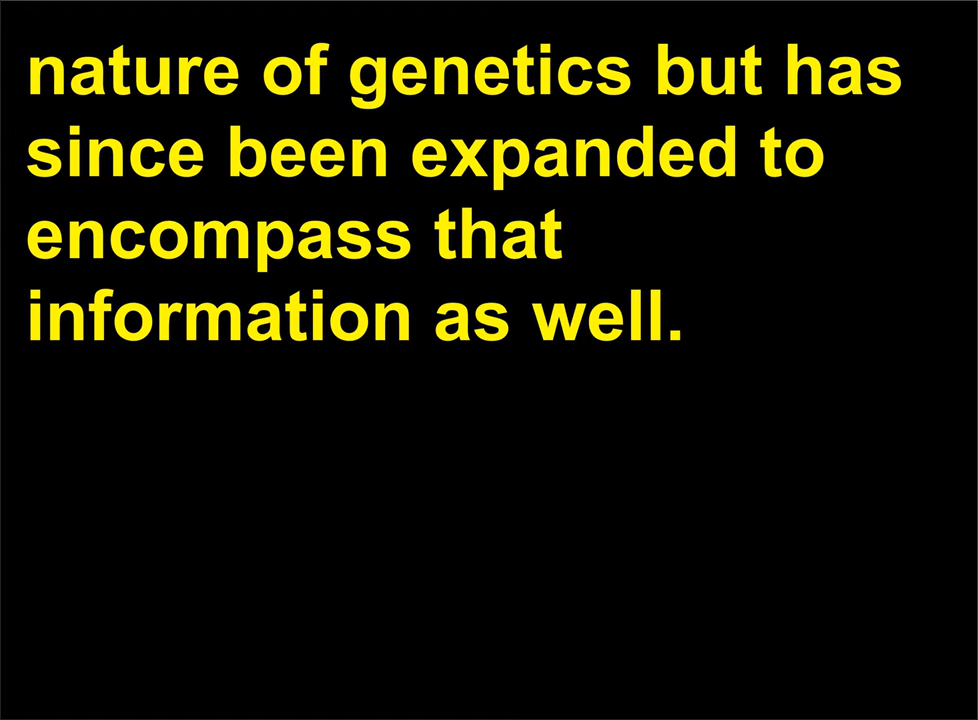 nature of genetics but has
since been expanded to
encompass that
information as well.